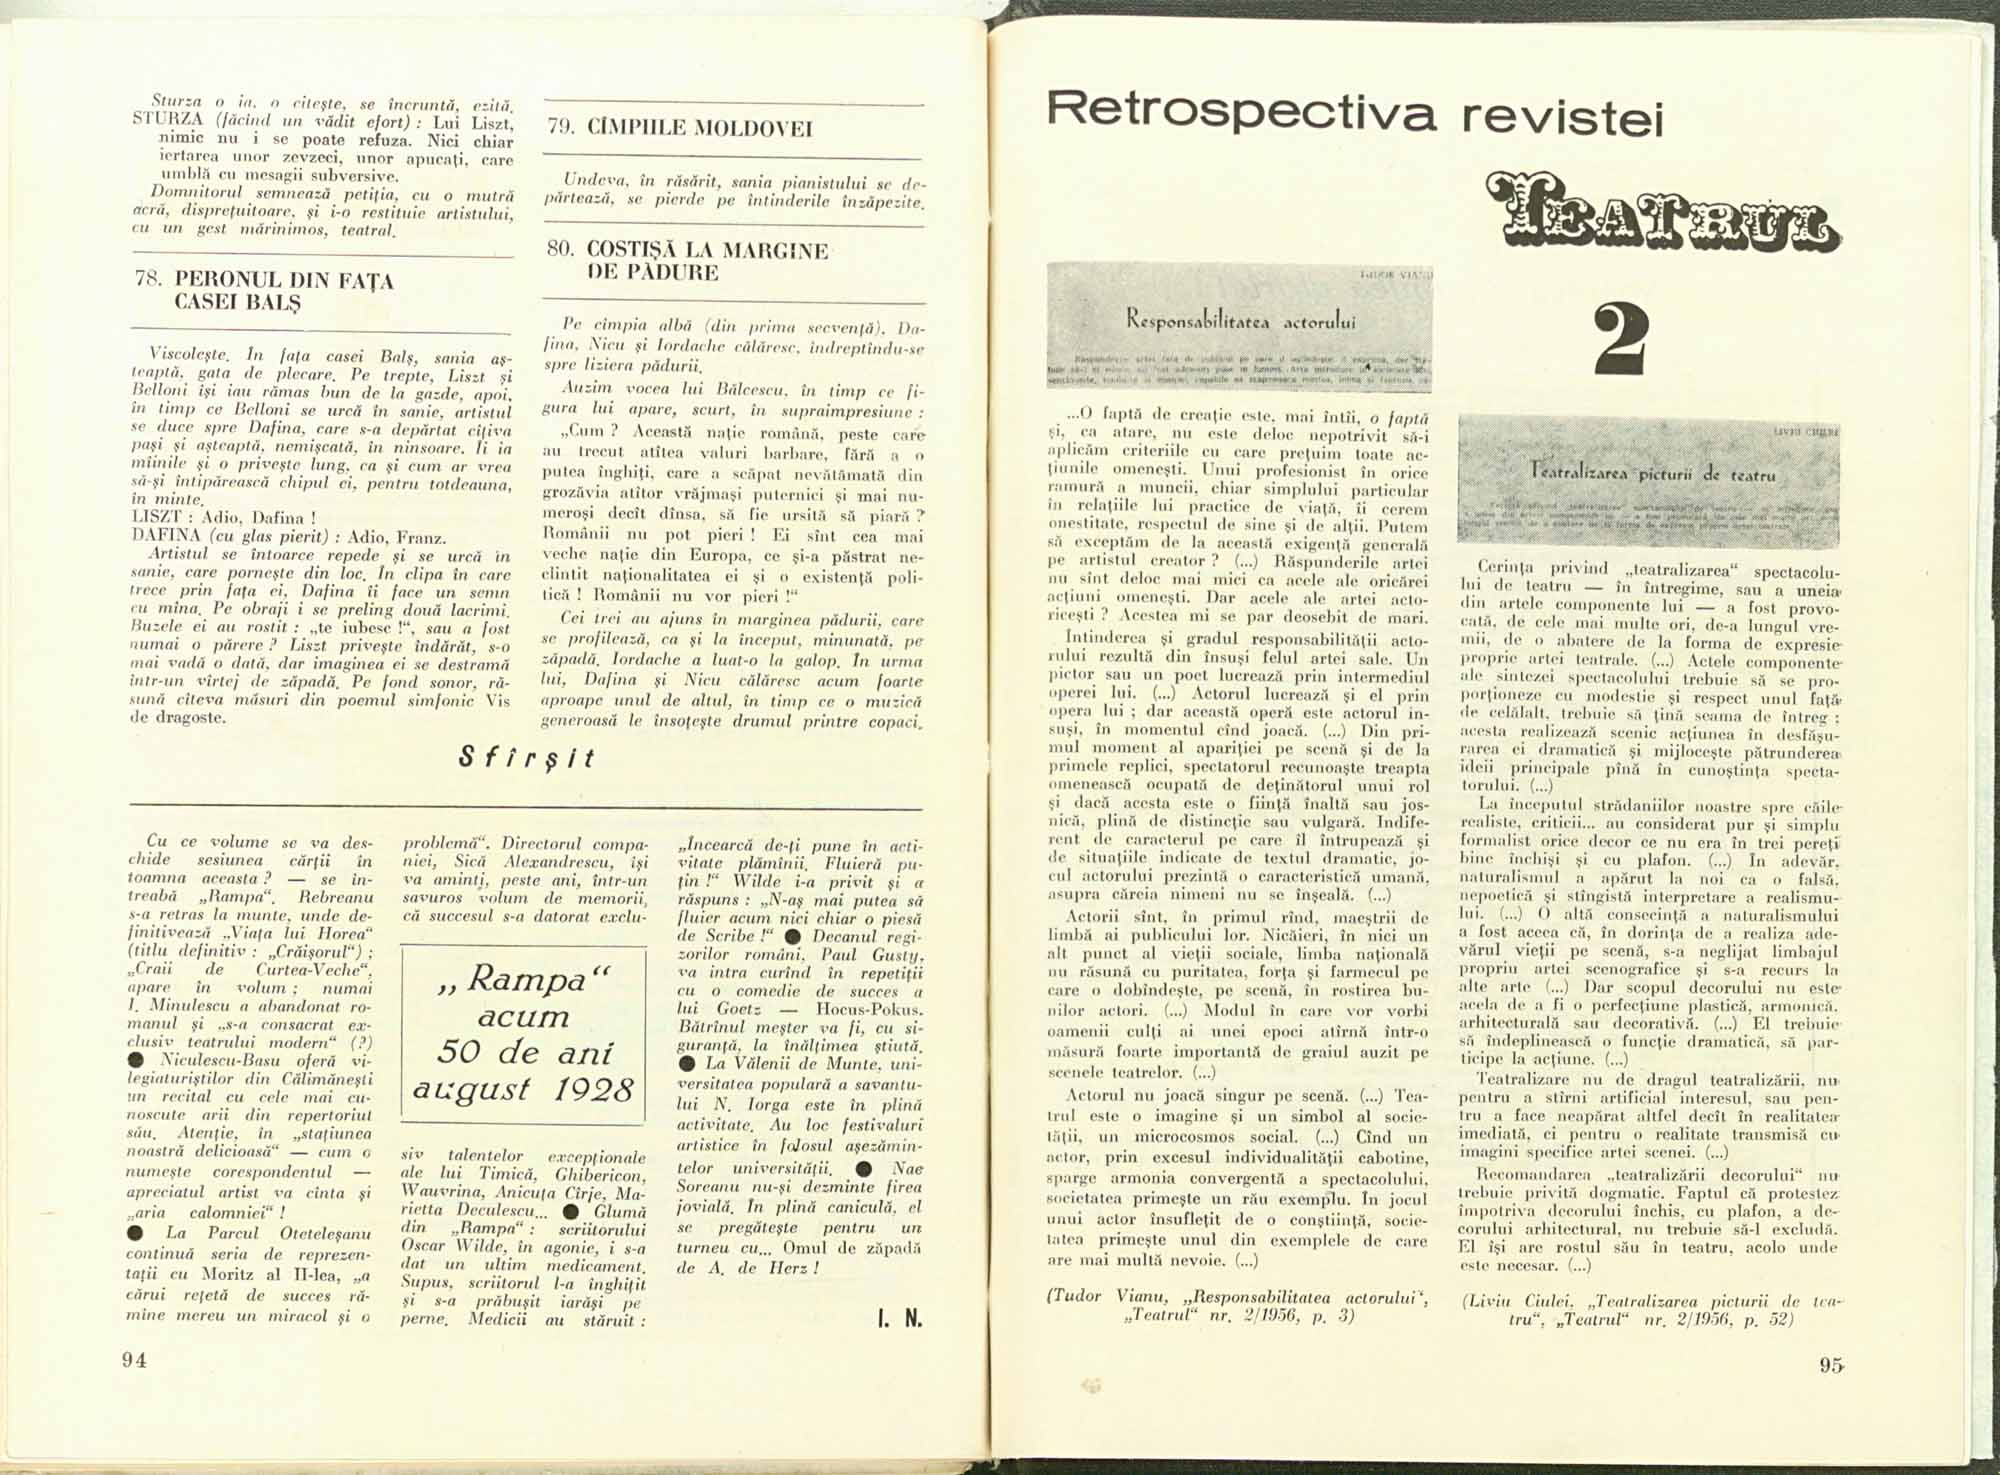 Sturza o ia, o citește, se încruntă, ezită.
STURZA (făcînd un vădit efort) : Lui Liszt,
nimic nu i se poate refuza. Nici chiar
iertarea unor zevzeci, unor apucați, care
umblă cu mesagii subversive.
Domnitorul semnează petiția, cu o mutră
acră, disprețuitoare, și i-o restituie artistului,
cu un gest mărinimos, teatral.
78. PERONUL DIN FAȚA
CASEI BALȘ
Viscolește. În fața casei Balș, sania aș-
teaptă, gata de plecare. Pe trepte, Liszt și
Belloni își iau rămas bun de la gazde, apoi,
în timp ce Belloni se urcă în sanie, artistul
se duce spre Dafina, care s-a depărtat cîțiva
pași și așteaptă, nemișcată, în ninsoare. Îi ia
mîinile și o privește lung, ca și cum ar vrea
să-și întipărească chipul ei, pentru totdeauna,
în minte.
LISZT : Adio, Dafina !
DAFINA (cu glas pierit) : Adio, Franz.
Artistul se întoarce repede și se urcă în
sanie, care pornește din loc. În clipa în care
trece prin fața ei, Dafina îi face un semn
cu mîna. Pe obraji i se preling două lacrimi.
Buzele ei au rostit : „te iubesc !“, sau a fost
numai o părere ? Liszt privește îndărăt, s-o
mai vadă o dată, dar imaginea ei se destramă
într-un vîrtej de zăpadă. Pe fond sonor, ră-
sună cîteva măsuri din poemul simfonic Vis
de dragoste.
79. CÎMPIILE MOLDOVEI
Undeva, în răsărit, sania pianistului se de-
părtează, se pierde pe întinderile înzăpezite.
80. COSTIȘĂ LA MARGINE
DE PĂDURE
Pe cîmpia albă (din prima secvență), Da-
fina, Nicu și Iordache călăresc, îndreptîndu-se
spre liziera pădurii.
Auzim vocea lui Bălcescu, în timp ce fi-
gura lui apare, scurt, în supraimpresiune :
„Cum ? Această nație română, peste care
au trecut atîtea valuri barbare, fără a o
putea înghiți, care a scăpat nevătămată din
grozăvia atîtor vrăjmași puternici și mai nu-
meroși decît dînsa, să fie ursită să piară ?
Românii nu pot pieri ! Ei sînt cea mai
veche nație din Europa, ce și-a păstrat ne-
clintit naționalitatea ei și o existență poli-
tică ! Românii nu vor pieri !“
Cei trei au ajuns în marginea pădurii, care
se profilează, ca și la început, minunată, pe
zăpadă. Iordache a luat-o la galop. În urma
lui, Dafina și Nicu călăresc acum foarte
aproape unul de altul, în timp ce o muzică
generoasă le însoțește drumul printre copaci.
Sfîrșit
Cu ce volume se va des-
chide sesiunea cărții în
toamna aceasta ? — se în-
treabă „Rampa“. Rebreanu
s-a retras la munte, unde de-
finitivează „Viața lui Horea“
(titlu definitiv : „Crăișorul“) ;
„Craii de Curtea-Veche“,
apare în volum ; numai
I. Minulescu a abandonat ro-
manul și „s-a consacrat ex-
clusiv teatrului modern“ (?)
● Niculescu-Basu oferă vi-
legiaturiștilor din Călimănești
un recital cu cele mai cu-
noscute arii din repertoriul
său. Atenție, în „stațiunea
noastră delicioasă“ — cum o
numește corespondentul —
apreciatul artist va cînta și
„aria calomniei“ !
● La Parcul Oteteleșanu
continuă seria de reprezen-
tații cu Moritz al II-lea, „a
cărui rețetă de succes ră-
mîne mereu un miracol și o
problemă“. Directorul compa-
niei, Sică Alexandrescu, își
va aminti, peste ani, într-un
savuros volum de memorii,
că succesul s-a datorat exclu-
„Rampa“
acum
50 de ani
august 1928
siv talentelor excepționale
ale lui Timică, Ghibericon,
Wauvrina, Anicuța Cîrje, Ma-
rietta Deculescu... ● Glumă
din „Rampa“ : scriitorului
Oscar Wilde, în agonie, i s-a
dat un ultim medicament.
Supus, scriitorul l-a înghițit
și s-a prăbușit iarăși pe
perne. Medicii au stăruit :
„Încearcă de-ți pune în acti-
vitate plămînii. Fluieră pu-
țin !“ Wilde i-a privit și a
răspuns : „N-aș mai putea să
fluier acum nici chiar o piesă
de Scribe !“ ● Decanul regi-
zorilor români, Paul Gusty,
va intra curînd în repetiții
cu o comedie de succes a
lui Goetz — Hocus-Pokus.
Bătrînul meșter va fi, cu si-
guranță, la înălțimea știută.
● La Vălenii de Munte, uni-
versitatea populară a savantu-
lui N. Iorga este în plină
activitate. Au loc festivaluri
artistice în folosul așezămin-
telor universității. ● Nae
Soreanu nu-și dezminte firea
jovială. În plină caniculă, el
se pregătește pentru un
turneu cu... Omul de zăpadă
de A. de Herz !
I. N.
94
Retrospectiva revistei
TEATRUL
2
TUDOR VIANU
Responsabilitatea actorului
...O faptă de creație este, mai întîi, o faptă
și, ca atare, nu este deloc nepotrivit să-i
aplicăm criteriile cu care prețuim toate ac-
țiunile omenești. Unui profesionist în orice
ramură a muncii, chiar simplului particular
în relațiile lui practice de viață, îi cerem
onestitate, respectul de sine și de alții. Putem
să exceptăm de la această exigență generală
pe artistul creator ? (...) Răspunderile artei
nu sînt deloc mai mici ca acele ale oricărei
acțiuni omenești. Dar acele ale artei acto-
ricești ? Acestea mi se par deosebit de mari.
Întinderea și gradul responsabilității acto-
rului rezultă din însuși felul artei sale. Un
pictor sau un poet lucrează prin intermediul
operei lui. (...) Actorul lucrează și el prin
opera lui ; dar această operă este actorul în-
suși, în momentul cînd joacă. (...) Din pri-
mul moment al apariției pe scenă și de la
primele replici, spectatorul recunoaște treapta
omenească ocupată de deținătorul unui rol
și dacă acesta este o ființă înaltă sau jos-
nică, plină de distincție sau vulgară. Indife-
rent de caracterul pe care îl întrupează și
de situațiile indicate de textul dramatic, jo-
cul actorului prezintă o caracteristică umană,
asupra căreia nimeni nu se înșeală. (...)
Actorii sînt, în primul rînd, maeștrii de
limbă ai publicului lor. Nicăieri, în nici un
alt punct al vieții sociale, limba națională
nu răsună cu puritatea, forța și farmecul pe
care o dobîndește, pe scenă, în rostirea bu-
nilor actori. (...) Modul în care vor vorbi
oamenii culți ai unei epoci atîrnă într-o
măsură foarte importantă de graiul auzit pe
scenele teatrelor. (...)
Actorul nu joacă singur pe scenă. (...) Tea-
trul este o imagine și un simbol al socie-
tății, un microcosmos social. (...) Cînd un
actor, prin excesul individualității cabotine,
sparge armonia convergentă a spectacolului,
societatea primește un rău exemplu. În jocul
unui actor însuflețit de o conștiință, socie-
tatea primește unul din exemplele de care
are mai multă nevoie. (...)
(Tudor Vianu, „Responsabilitatea actorului“,
„Teatrul“ nr. 2/1956, p. 3)
LIVIU CIULEI
Teatralizarea picturii de teatru
Cerința privind „teatralizarea“ spectacolu-
lui de teatru — în întregime, sau a uneia
din artele componente lui — a fost provo-
cată, de cele mai multe ori, de-a lungul vre-
mii, de o abatere de la forma de expresie
proprie artei teatrale. (...) Actele componente
ale sintezei spectacolului trebuie să se pro-
porționeze cu modestie și respect unul față
de celălalt, trebuie să țină seama de întreg ;
acesta realizează scenic acțiunea în desfășu-
rarea ei dramatică și mijlocește pătrunderea
ideii principale pînă în cunoștința specta-
torului. (...)
La începutul strădaniilor noastre spre căile
realiste, criticii... au considerat pur și simplu
formalist orice decor ce nu era în trei pereți
bine închiși și cu plafon. (...) În adevăr,
naturalismul a apărut la noi ca o falsă,
nepoetică și stîngistă interpretare a realismu-
lui. (...) O altă consecință a naturalismului
a fost aceea că, în dorința de a realiza ade-
vărul vieții pe scenă, s-a neglijat limbajul
propriu artei scenografice și s-a recurs la
alte arte (...) Dar scopul decorului nu este
acela de a fi o perfecțiune plastică, armonică,
arhitecturală sau decorativă. (...) El trebuie
să îndeplinească o funcție dramatică, să par-
ticipe la acțiune. (...)
Teatralizare nu de dragul teatralizării, nu
pentru a stîrni artificial interesul, sau pen-
tru a face neapărat altfel decît în realitatea
imediată, ci pentru o realitate transmisă cu
imagini specifice artei scenei. (...)
Recomandarea „teatralizării decorului“ nu
trebuie privită dogmatic. Faptul că protestez
împotriva decorului închis, cu plafon, a de-
corului arhitectural, nu trebuie să-l excludă.
El își are rostul său în teatru, acolo unde
este necesar. (...)
(Liviu Ciulei, „Teatralizarea picturii de tea-
tru“, „Teatrul“ nr. 2/1956, p. 52)
95